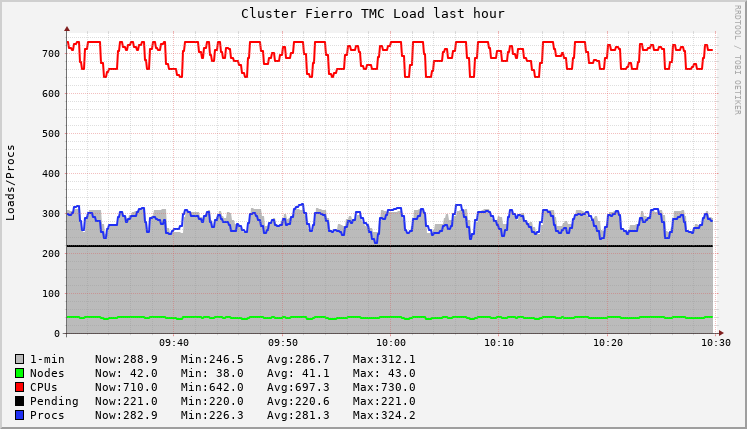 Cluster Fierro TMC Load last hour
RRDTOOL / TOBI OETIKER
Loads/Procs
700
600
500
400
300
200
100
0
09:40 09:50 10:00 10:10 10:20 10:30
1-min Now:288.9 Min:246.5 Avg:286.7 Max:312.1
Nodes Now: 42.0 Min: 38.0 Avg: 41.1 Max: 43.0
CPUs Now:710.0 Min:642.0 Avg:697.3 Max:730.0
Pending Now:221.0 Min:220.0 Avg:220.6 Max:221.0
Procs Now:282.9 Min:226.3 Avg:281.3 Max:324.2